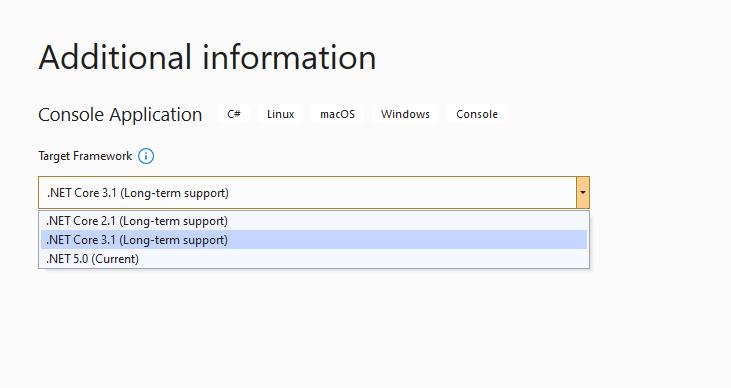 Additional information
Console Application C# Linux macOS Windows Console
Target Framework
.NET Core 3.1 (Long-term support)
.NET Core 2.1 (Long-term support)
.NET Core 3.1 (Long-term support)
.NET 5.0 (Current)